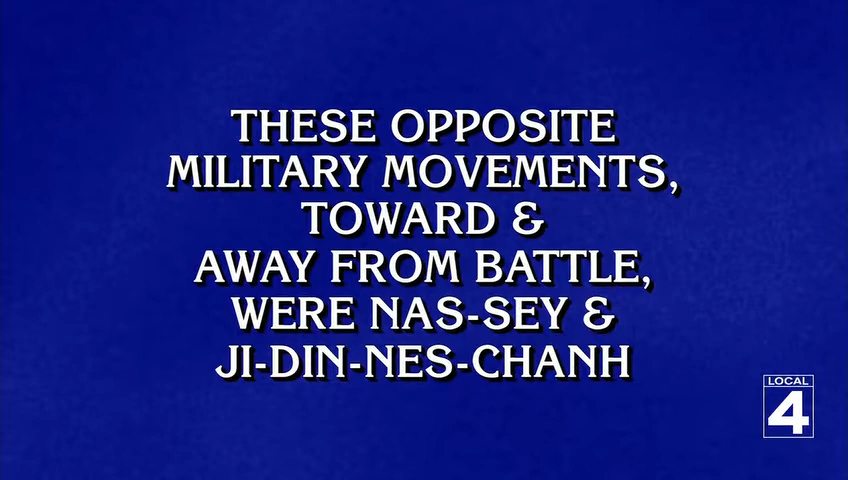 THESE OPPOSITE
MILITARY MOVEMENTS,
TOWARD &
AWAY FROM BATTLE,
WERE NAS-SEY &
JI-DIN-NES-CHANH
LOCAL
4